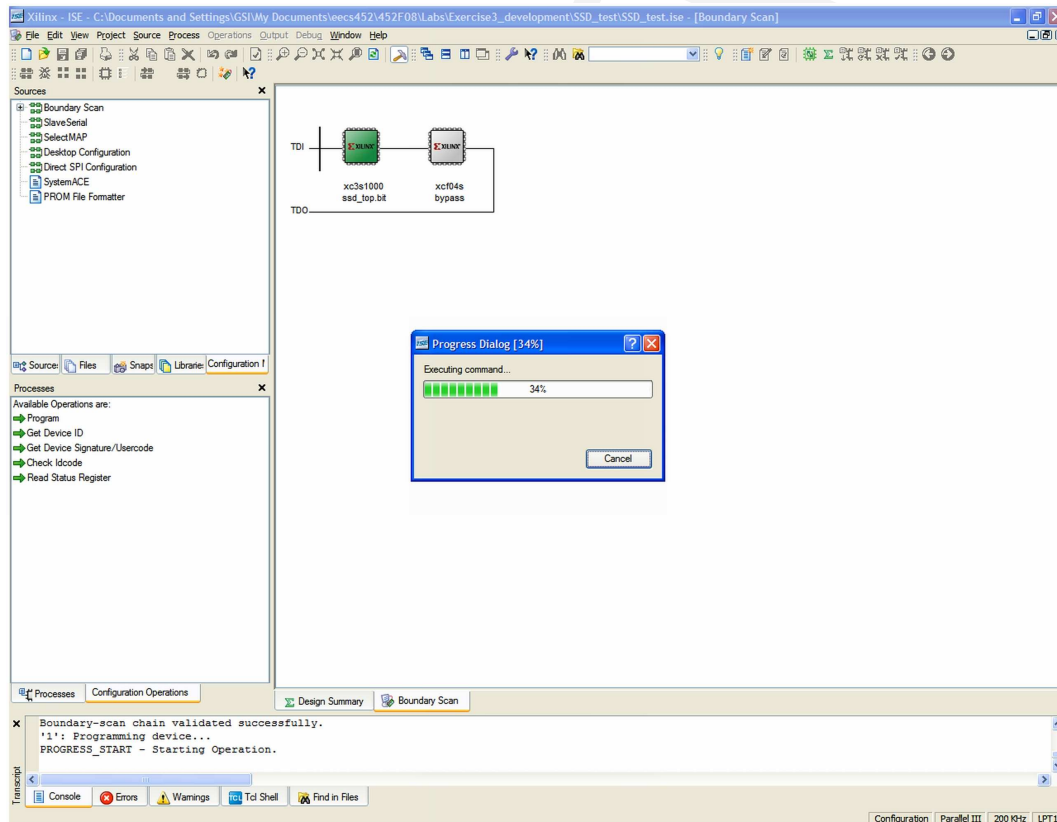 Xilinx - ISE - C:\Documents and Settings\GSI\My Documents\eecs452\452F08\Labs\Exercise3_development\SSD_test\SSD_test.ise - [Boundary Scan]
File Edit View Project Source Process Operations Output Debug Window Help
Sources
Boundary Scan
SlaveSerial
SelectMAP
Desktop Configuration
Direct SPI Configuration
SystemACE
PROM File Formatter
TDI
XILINX XILINX
xc3s1000 xcf04s
ssd_top.bit bypass
TDO
Source: Files Snaps Librarie: Configuration
Processes
Available Operations are:
Program
Get Device ID
Get Device Signature/Usercode
Check Idcode
Read Status Register
Progress Dialog [34%]
Executing command...
34%
Cancel
Processes Configuration Operations
Design Summary Boundary Scan
Boundary-scan chain validated successfully.
'1': Programming device...
PROGRESS_START - Starting Operation.
Transcript
Console Errors Warnings TCL Tcl Shell Find in Files
Configuration Parallel III 200 KHz LPT1